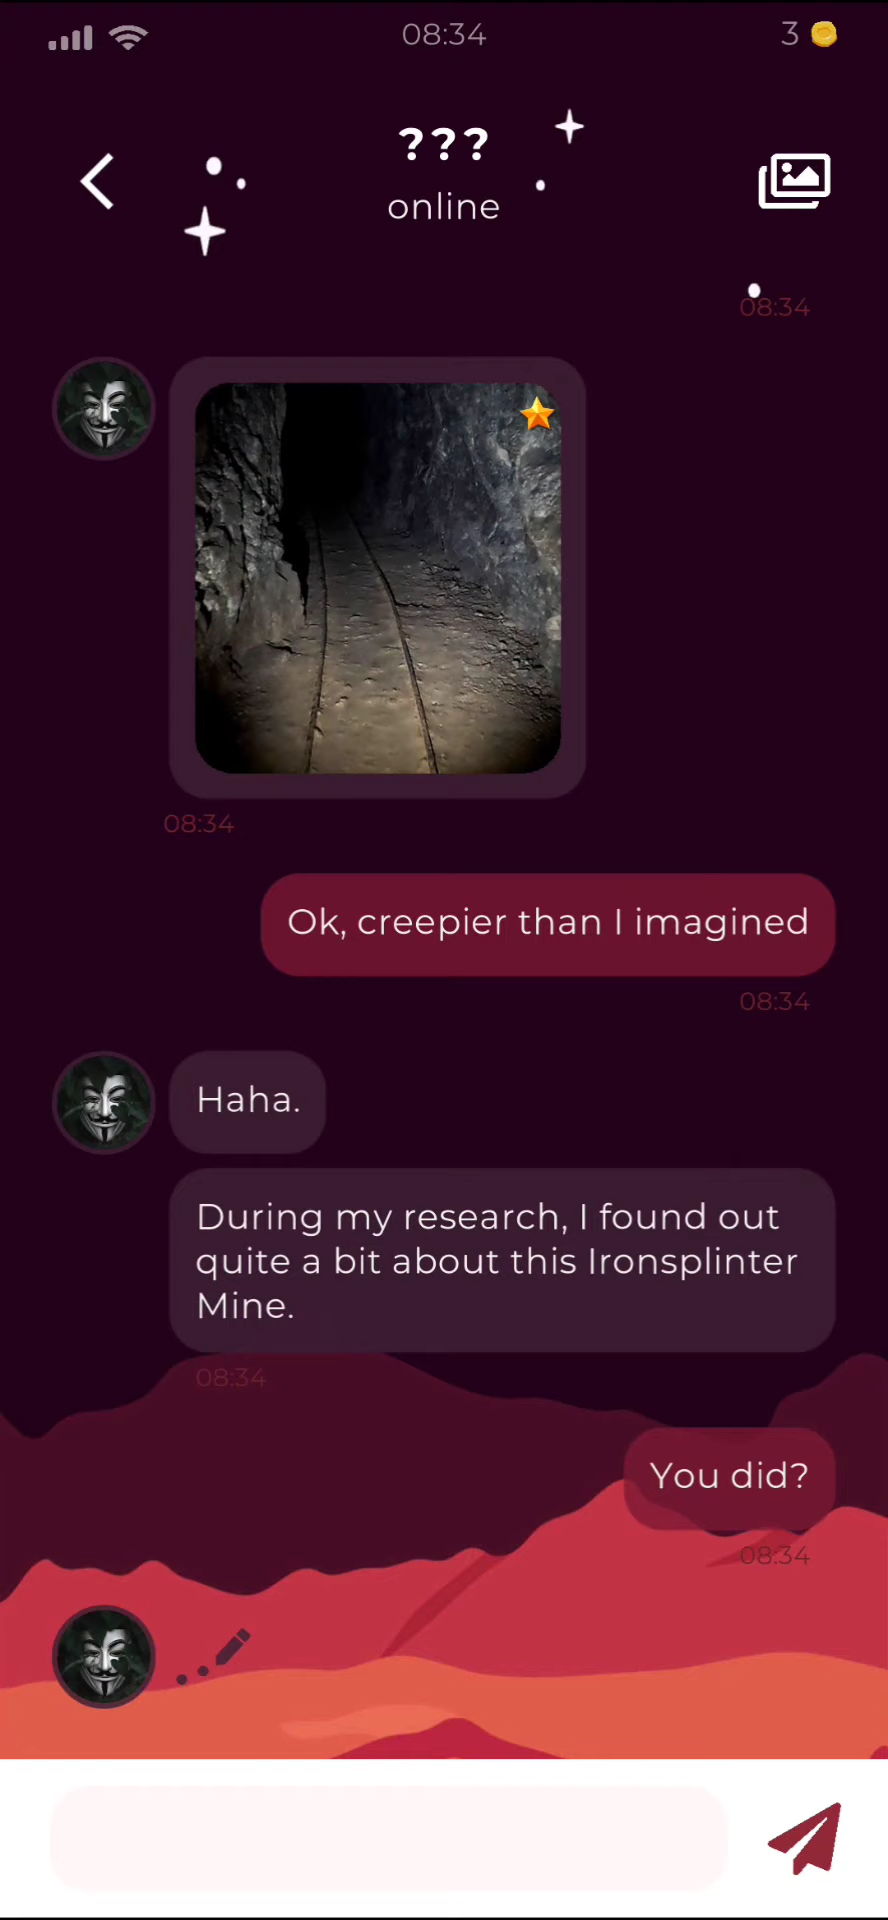 08:34
3
???
online
08:34
08:34
Ok, creepier than I imagined
08:34
Haha.
During my research, I found out
quite a bit about this Ironsplinter
Mine.
08:34
You did?
08:34